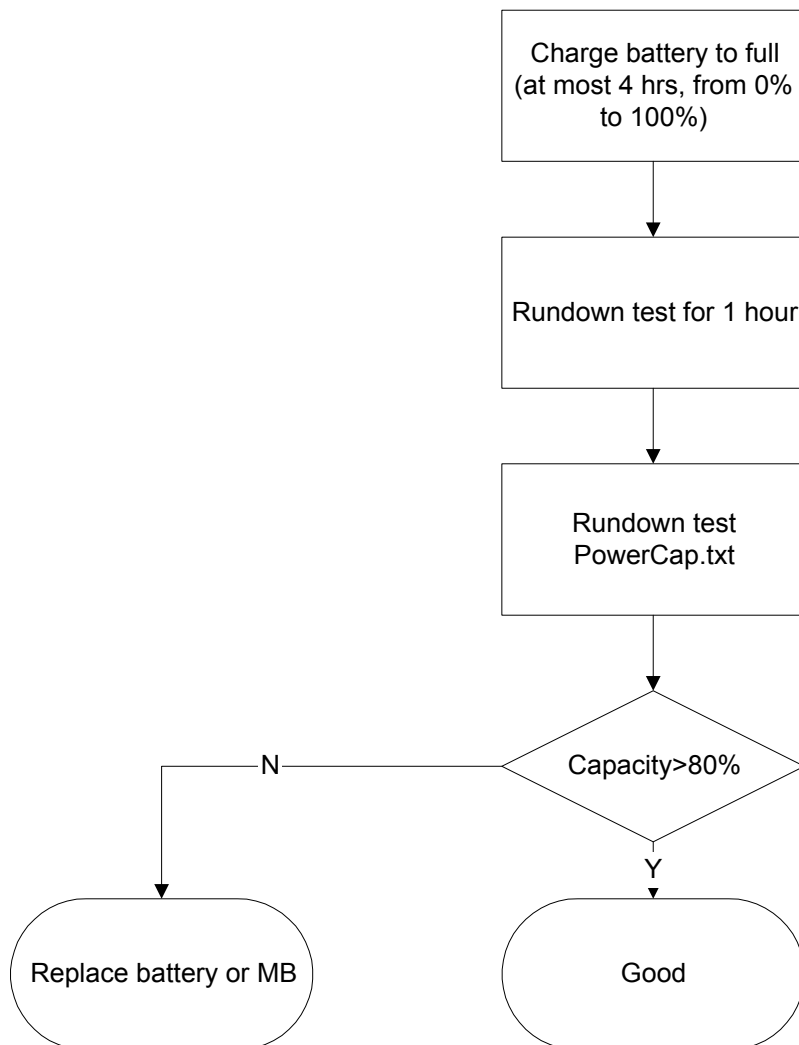 Charge battery to full
(at most 4 hrs, from 0%
to 100%)
Rundown test for 1 hour
Rundown test
PowerCap.txt
Capacity>80%
N
Y
Replace battery or MB
Good